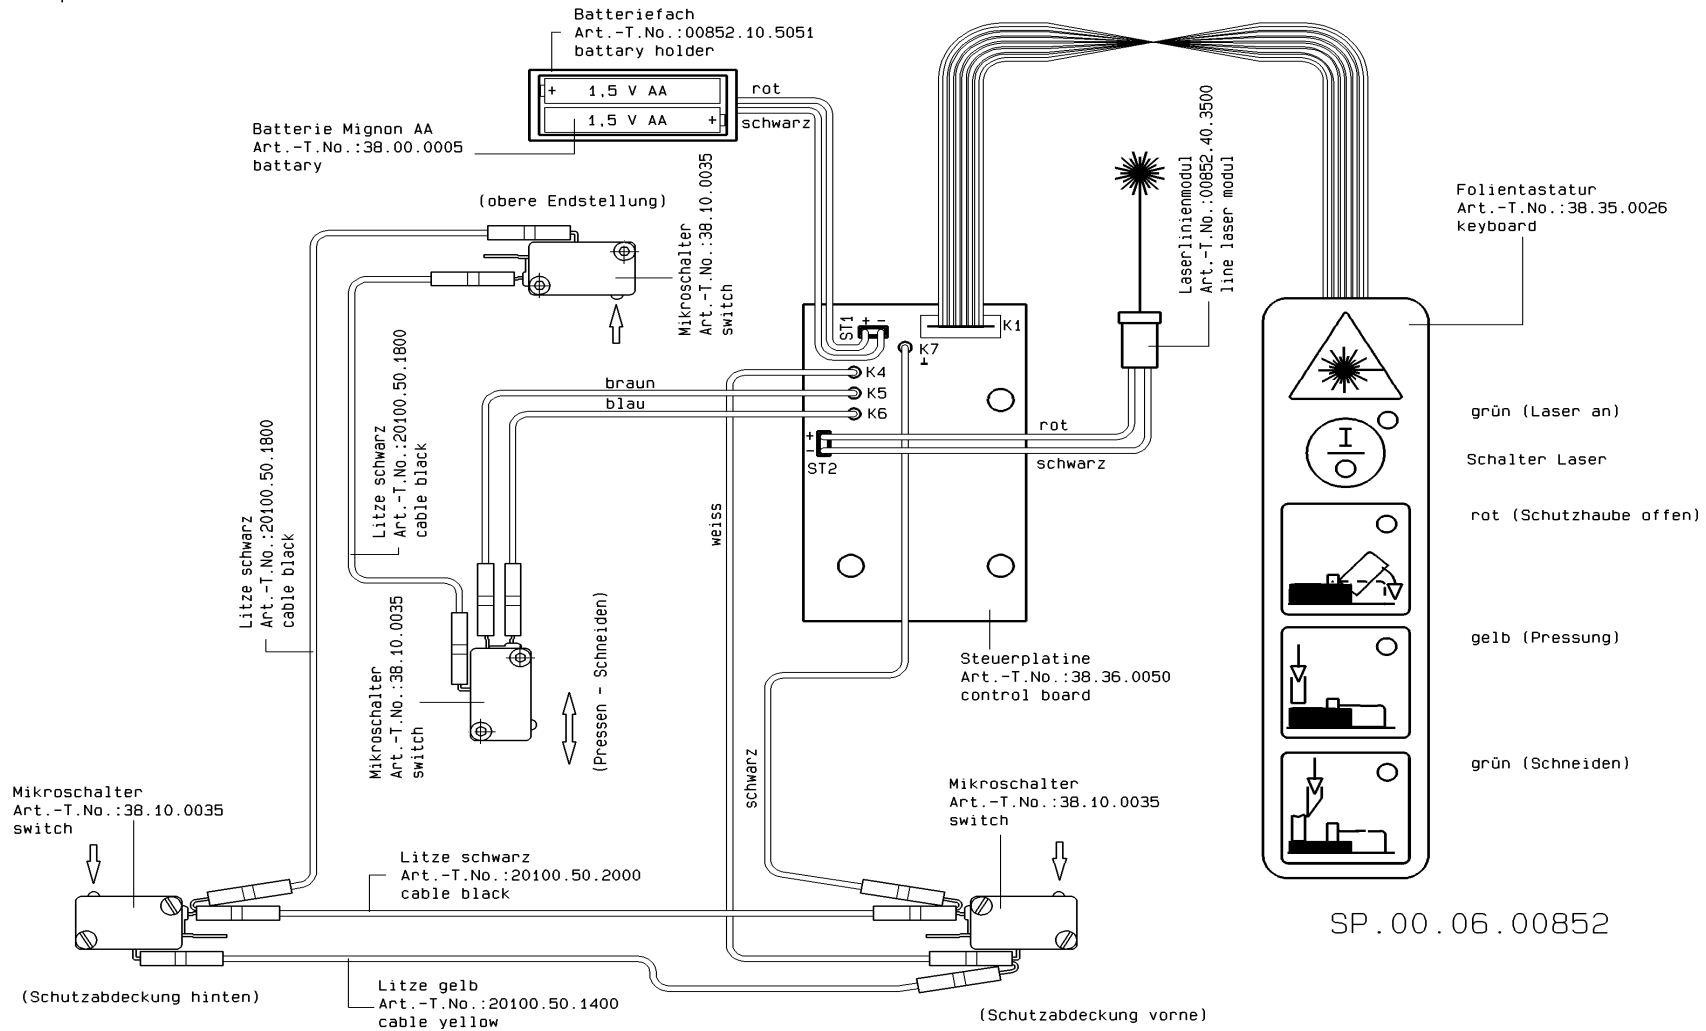 Batteriefach
Art.-T.No.:00852.10.5051
battary holder
+ 1,5 V AA
1,5 V AA +
rot
schwarz
Batterie Mignon AA
Art.-T.No.:38.00.0005
battary
(obere Endstellung)
Mikroschalter
Art.-T.No.:38.10.0035
switch
Laserlinienmodul
Art.-T.No.:00852.40.3500
line laser modul
Folientastatur
Art.-T.No.:38.35.0026
keyboard
ST1
+ -
K1
K7
K4
K5
K6
braun
blau
+
-
ST2
rot
schwarz
weiss
Litze schwarz
Art.-T.No.:20100.50.1800
cable black
Litze schwarz
Art.-T.No.:20100.50.1800
cable black
I
grün (Laser an)
Schalter Laser
rot (Schutzhaube offen)
gelb (Pressung)
grün (Schneiden)
Mikroschalter
Art.-T.No.:38.10.0035
switch
(Pressen - Schneiden)
Steuerplatine
Art.-T.No.:38.36.0050
control board
schwarz
Mikroschalter
Art.-T.No.:38.10.0035
switch
Mikroschalter
Art.-T.No.:38.10.0035
switch
Litze schwarz
Art.-T.No.:20100.50.2000
cable black
SP.00.06.00852
(Schutzabdeckung hinten)
Litze gelb
Art.-T.No.:20100.50.1400
cable yellow
(Schutzabdeckung vorne)